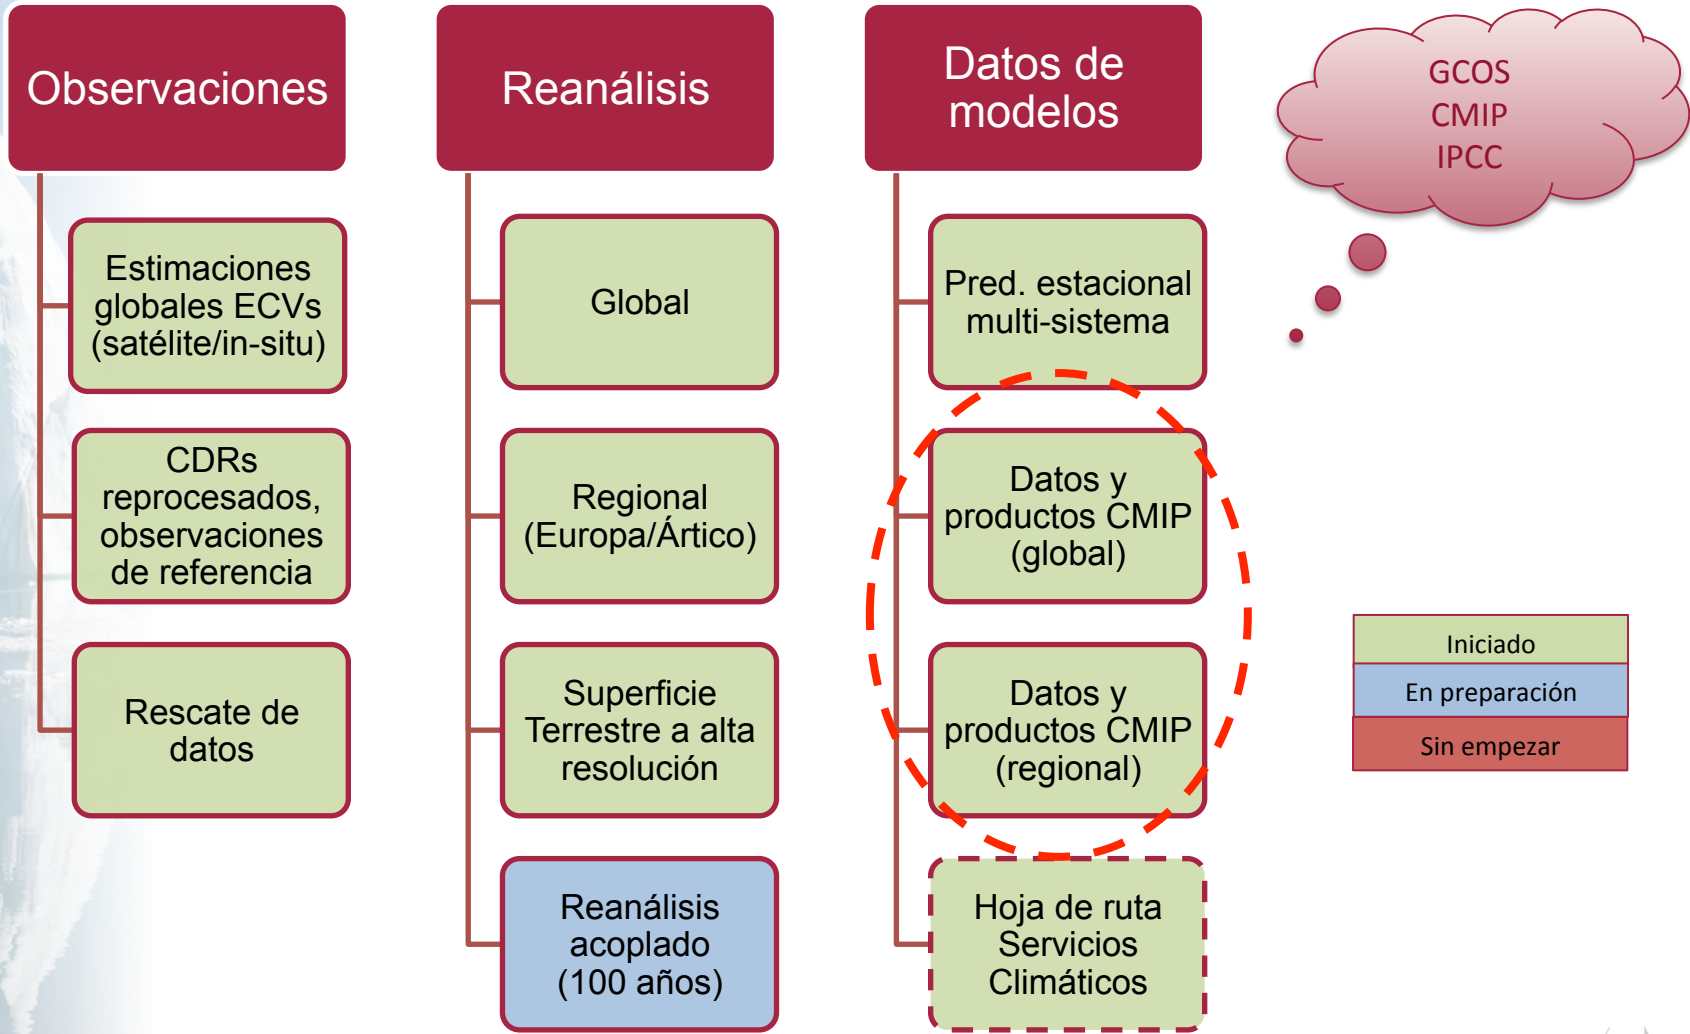 Observaciones
Estimaciones
globales ECVs
(satélite/in-situ)
CDRs
reprocesados,
observaciones
de referencia
Rescate de
datos
Reanálisis
Global
Regional
(Europa/Ártico)
Superficie
Terrestre a alta
resolución
Reanálisis
acoplado
(100 años)
Datos de
modelos
Pred. estacional
multi-sistema
Datos y
productos CMIP
(global)
Datos y
productos CMIP
(regional)
Hoja de ruta
Servicios
Climáticos
GCOS
CMIP
IPCC
Iniciado
En preparación
Sin empezar